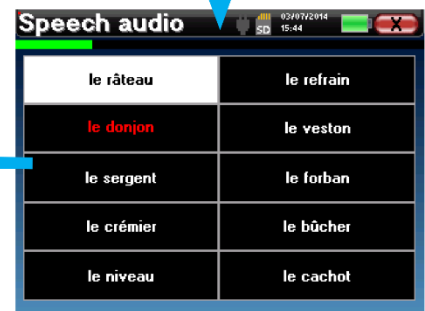 Speech audio
SD
03/07/2014
15:44
X
le râteau le refrain
le donjon le veston
le sergent le forban
le crémier le bûcher
le niveau le cachot